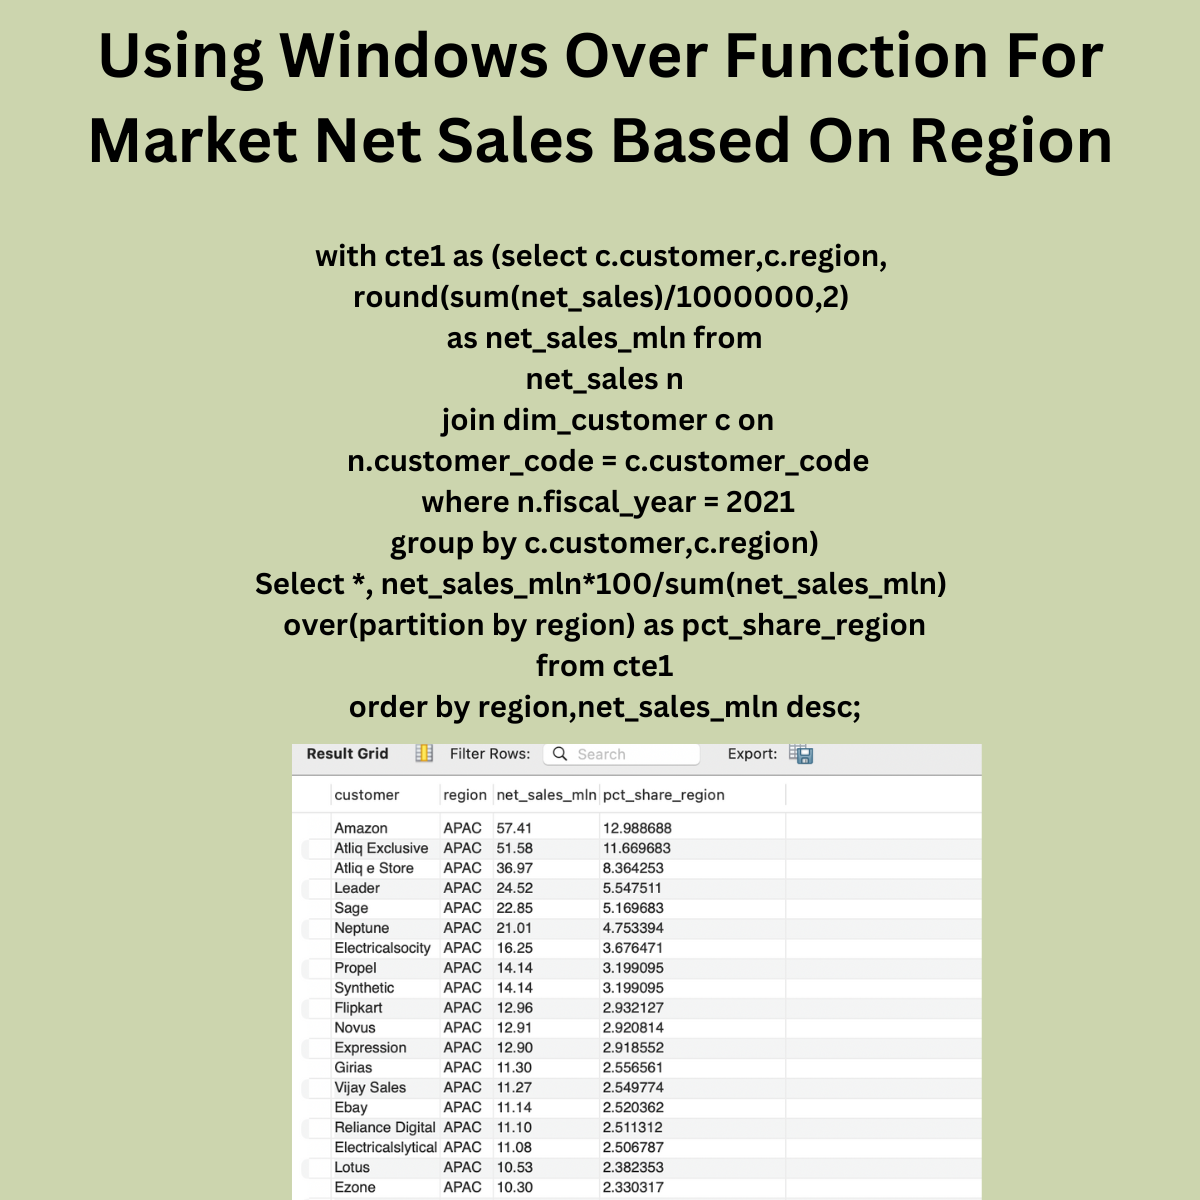 Using Windows Over Function For
Market Net Sales Based On Region
with cte1 as (select c.customer,c.region,
round(sum(net_sales)/1000000,2)
as net_sales_mln from
net_sales n
join dim_customer c on
n.customer_code = c.customer_code
where n.fiscal_year = 2021
group by c.customer,c.region)
Select *, net_sales_mln*100/sum(net_sales_mln)
over(partition by region) as pct_share_region
from cte1
order by region,net_sales_mln desc;
Result Grid Filter Rows: Search Export:
customer region net_sales_mln pct_share_region
Amazon APAC 57.41 12.988688
Atliq Exclusive APAC 51.58 11.669683
Atliq e Store APAC 36.97 8.364253
Leader APAC 24.52 5.547511
Sage APAC 22.85 5.169683
Neptune APAC 21.01 4.753394
Electricalsocity APAC 16.25 3.676471
Propel APAC 14.14 3.199095
Synthetic APAC 14.14 3.199095
Flipkart APAC 12.96 2.932127
Novus APAC 12.91 2.920814
Expression APAC 12.90 2.918552
Girias APAC 11.30 2.556561
Vijay Sales APAC 11.27 2.549774
Ebay APAC 11.14 2.520362
Reliance Digital APAC 11.10 2.511312
Electricalslytical APAC 11.08 2.506787
Lotus APAC 10.53 2.382353
Ezone APAC 10.30 2.330317